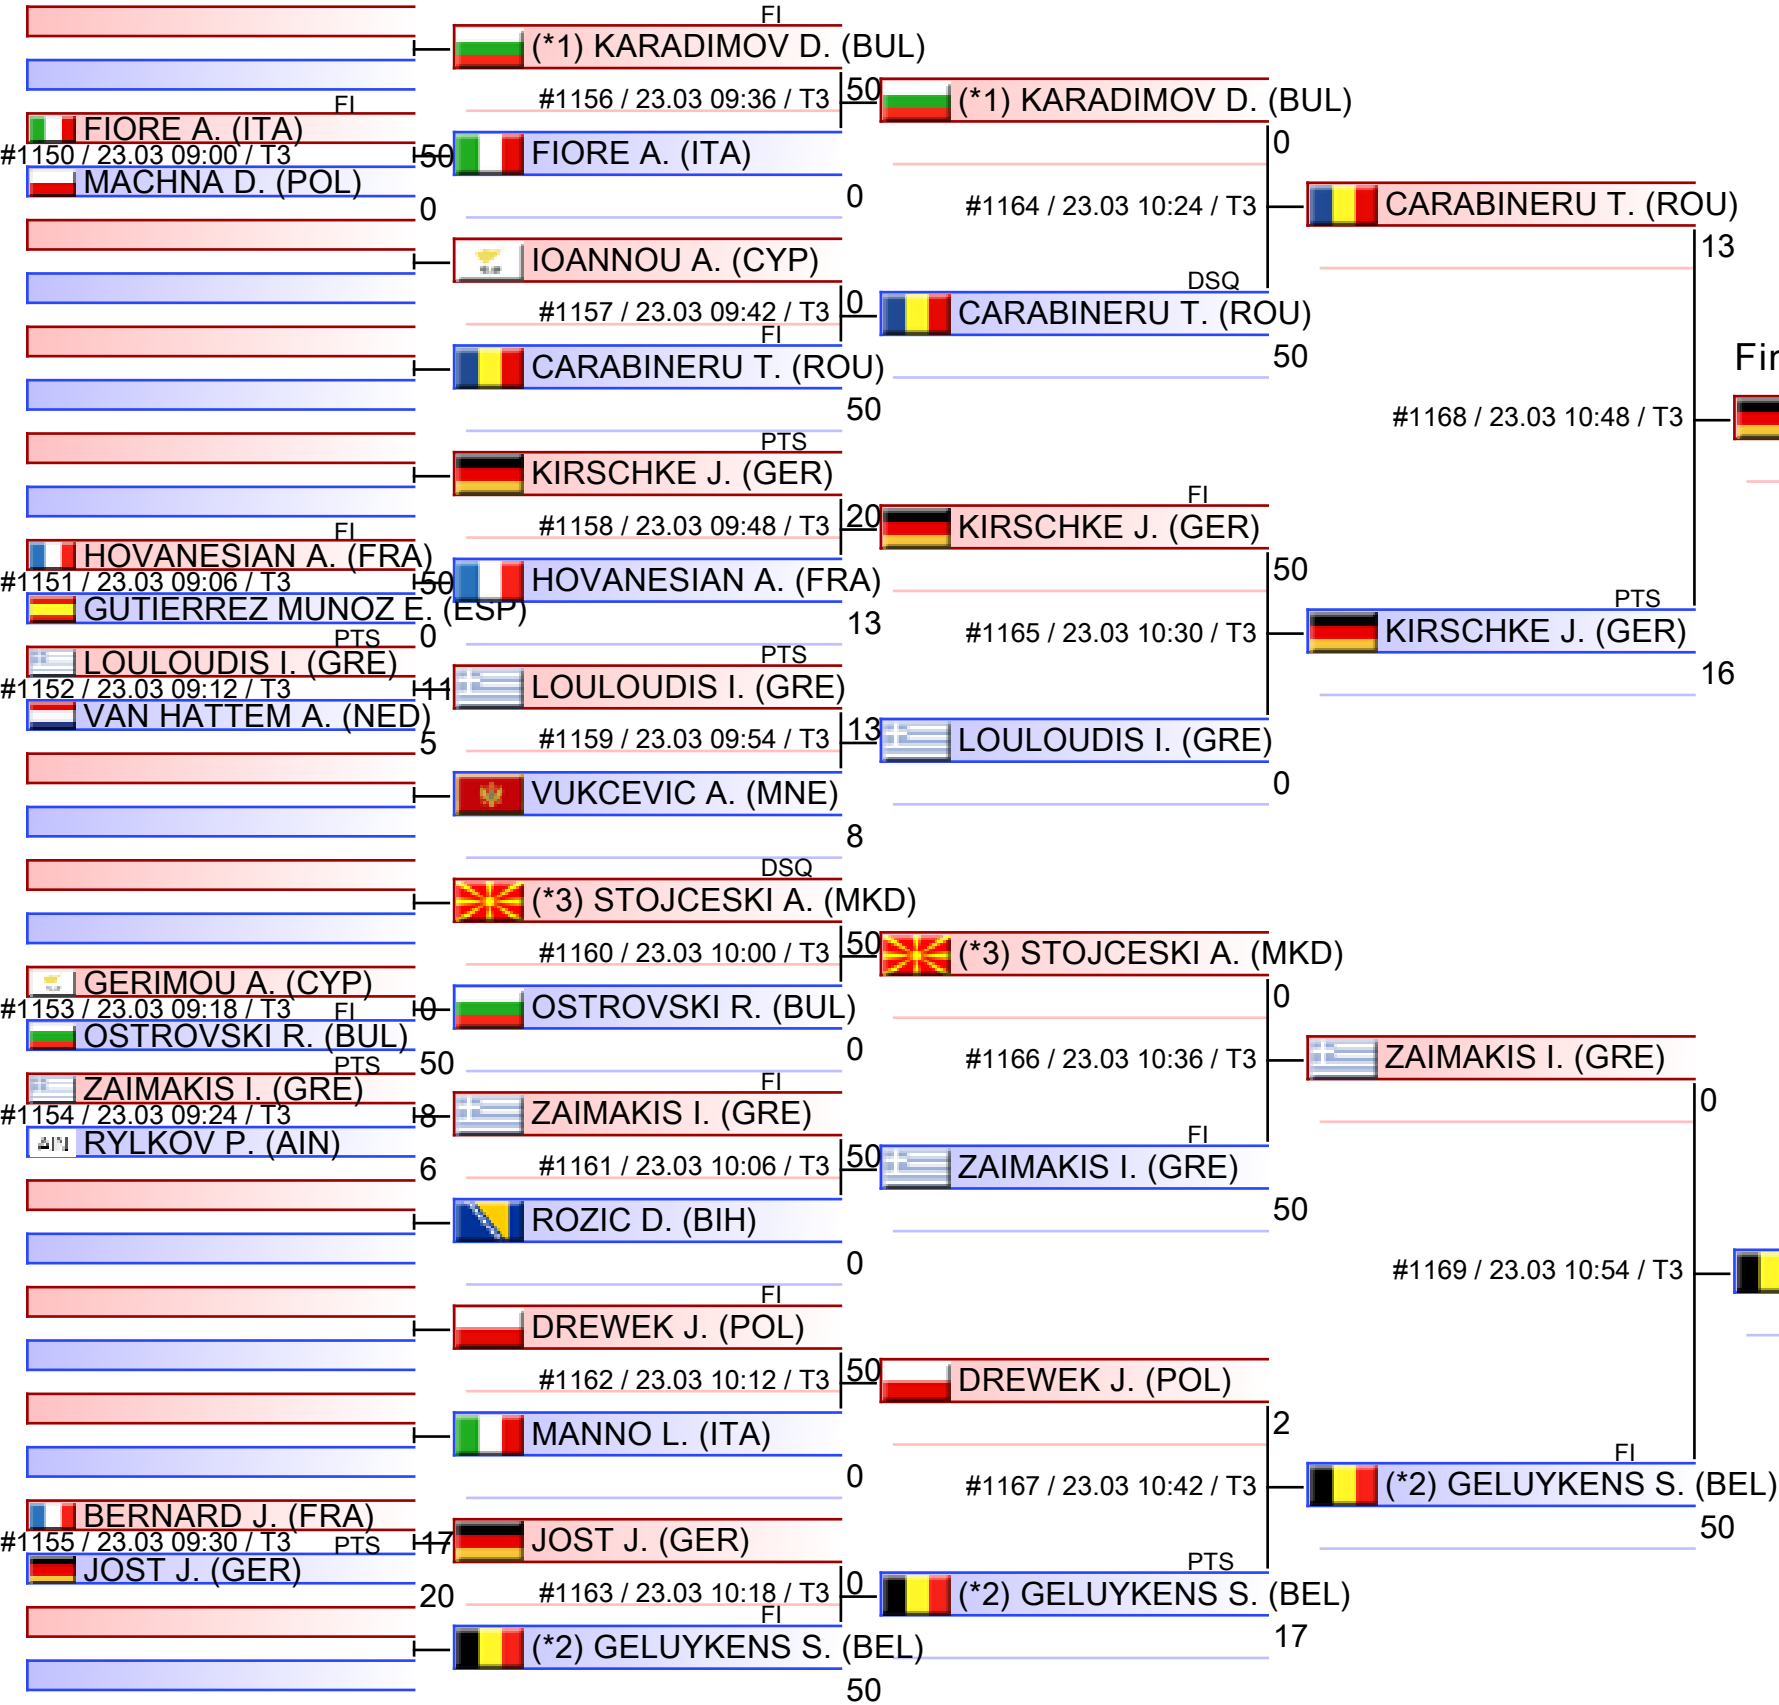 FI
(*1) KARADIMOV D. (BUL)
#1156 / 23.03 09:36 / T3
50
(*1) KARADIMOV D. (BUL)
FI
FIORE A. (ITA)
#1150 / 23.03 09:00 / T3
50
MACHNA D. (POL)
0
FIORE A. (ITA)
0
0
#1164 / 23.03 10:24 / T3
CARABINERU T. (ROU)
13
IOANNOU A. (CYP)
#1157 / 23.03 09:42 / T3
0
FI
CARABINERU T. (ROU)
50
DSQ
CARABINERU T. (ROU)
50
Fir
#1168 / 23.03 10:48 / T3
PTS
KIRSCHKE J. (GER)
#1158 / 23.03 09:48 / T3
20
FI
KIRSCHKE J. (GER)
50
FI
HOVANESIAN A. (FRA)
#1151 / 23.03 09:06 / T3
50
GUTIERREZ MUNOZ E. (ESP)
0
HOVANESIAN A. (FRA)
13
#1165 / 23.03 10:30 / T3
PTS
KIRSCHKE J. (GER)
16
PTS
LOULOUDIS I. (GRE)
#1152 / 23.03 09:12 / T3
11
VAN HATTEM A. (NED)
5
PTS
LOULOUDIS I. (GRE)
#1159 / 23.03 09:54 / T3
13
LOULOUDIS I. (GRE)
0
VUKCEVIC A. (MNE)
8
DSQ
(*3) STOJCESKI A. (MKD)
#1160 / 23.03 10:00 / T3
50
(*3) STOJCESKI A. (MKD)
0
GERIMOU A. (CYP)
#1153 / 23.03 09:18 / T3
FI
0
OSTROVSKI R. (BUL)
50
OSTROVSKI R. (BUL)
0
#1166 / 23.03 10:36 / T3
ZAIMAKIS I. (GRE)
0
PTS
ZAIMAKIS I. (GRE)
#1154 / 23.03 09:24 / T3
8
AIN
RYLKOV P. (AIN)
6
FI
ZAIMAKIS I. (GRE)
#1161 / 23.03 10:06 / T3
50
FI
ZAIMAKIS I. (GRE)
50
ROZIC D. (BIH)
0
#1169 / 23.03 10:54 / T3
FI
DREWEK J. (POL)
#1162 / 23.03 10:12 / T3
50
DREWEK J. (POL)
2
MANNO L. (ITA)
0
#1167 / 23.03 10:42 / T3
FI
(*2) GELUYKENS S. (BEL)
50
BERNARD J. (FRA)
#1155 / 23.03 09:30 / T3
PTS
17
JOST J. (GER)
20
JOST J. (GER)
#1163 / 23.03 10:18 / T3
0
FI
(*2) GELUYKENS S. (BEL)
50
PTS
(*2) GELUYKENS S. (BEL)
17